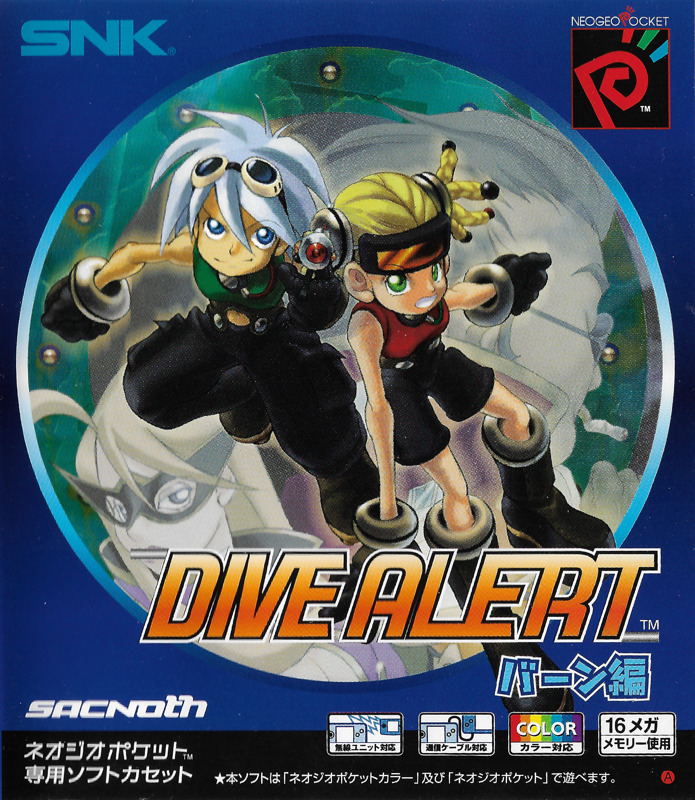 SNK®
NEOGEO POCKET
TM
DIVE ALERT TM
バーン編
SACNOTH
無線ユニット対応
通信ケーブル対応
COLOR
カラー対応
16メガ
メモリー使用
ネオジオポケット™
専用ソフトカセット
★本ソフトは「ネオジオポケットカラー」及び「ネオジオポケット」で遊べます。
A